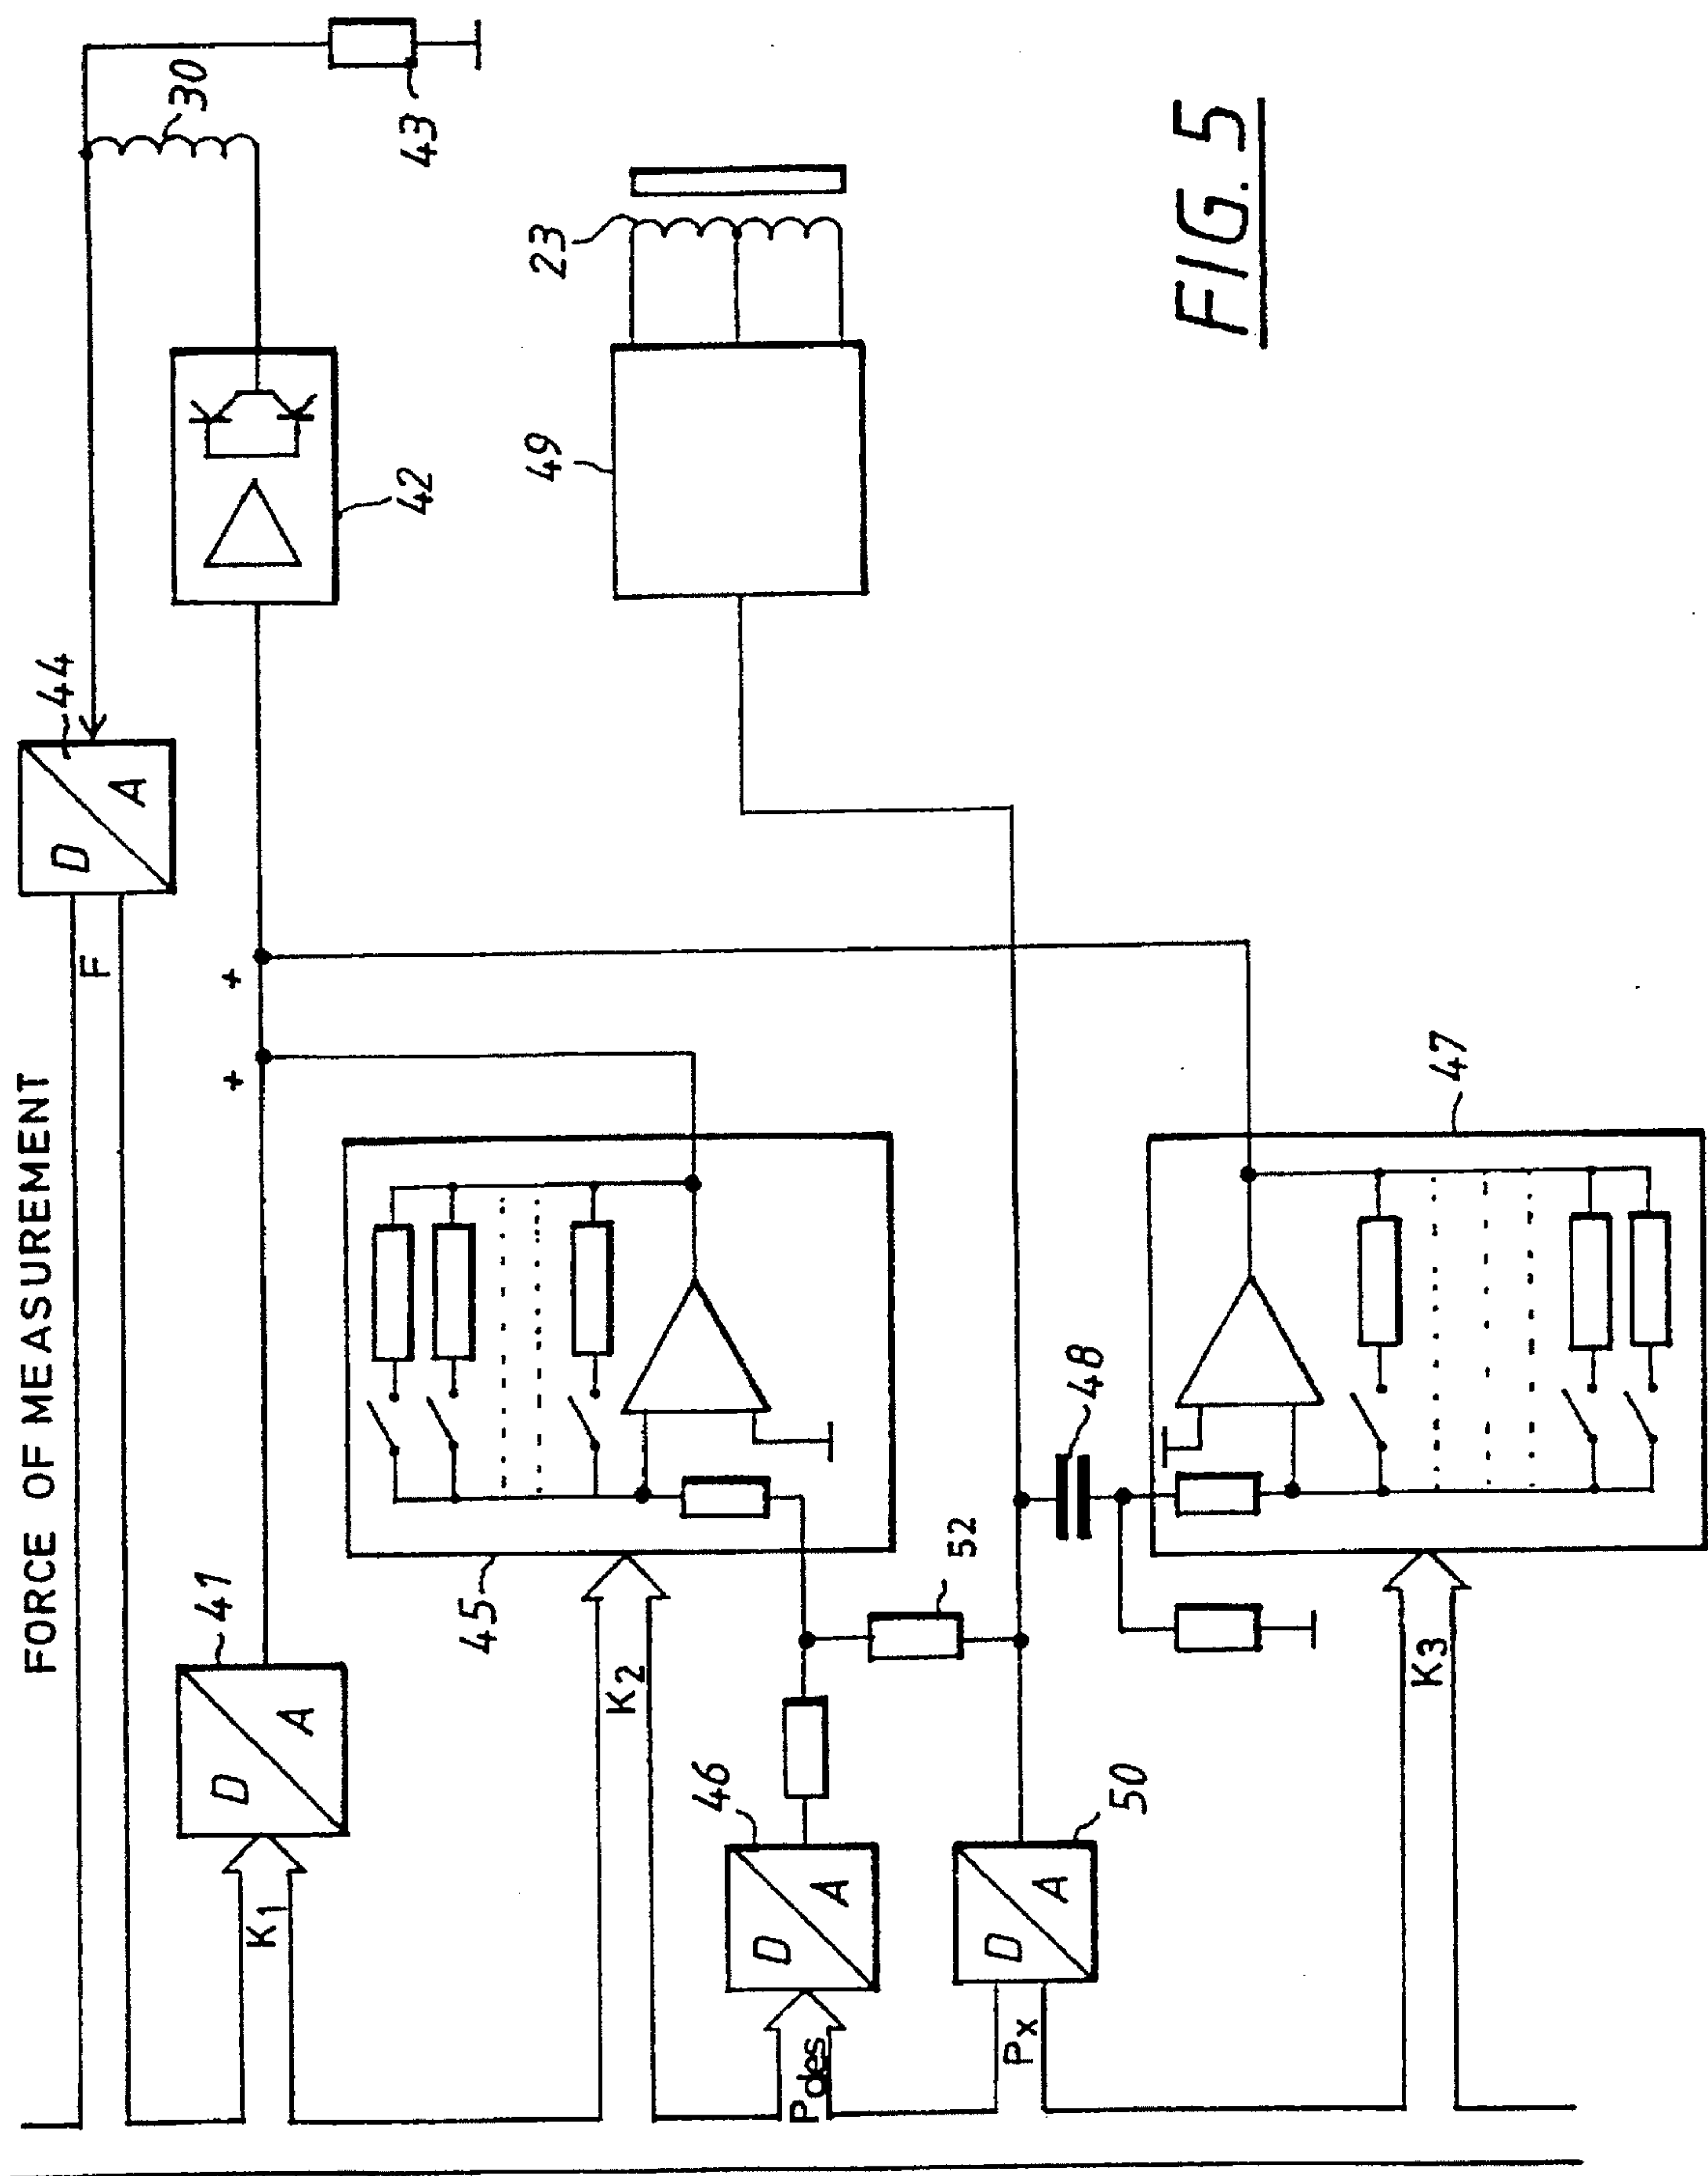 FORCE OF MEASUREMENT
F
D
A
44
30
43
K1
D
A
41
+
+
42
K2
45
49
23
Pdes
D
A
46
52
Px
D
A
50
48
K3
47
FIG. 5